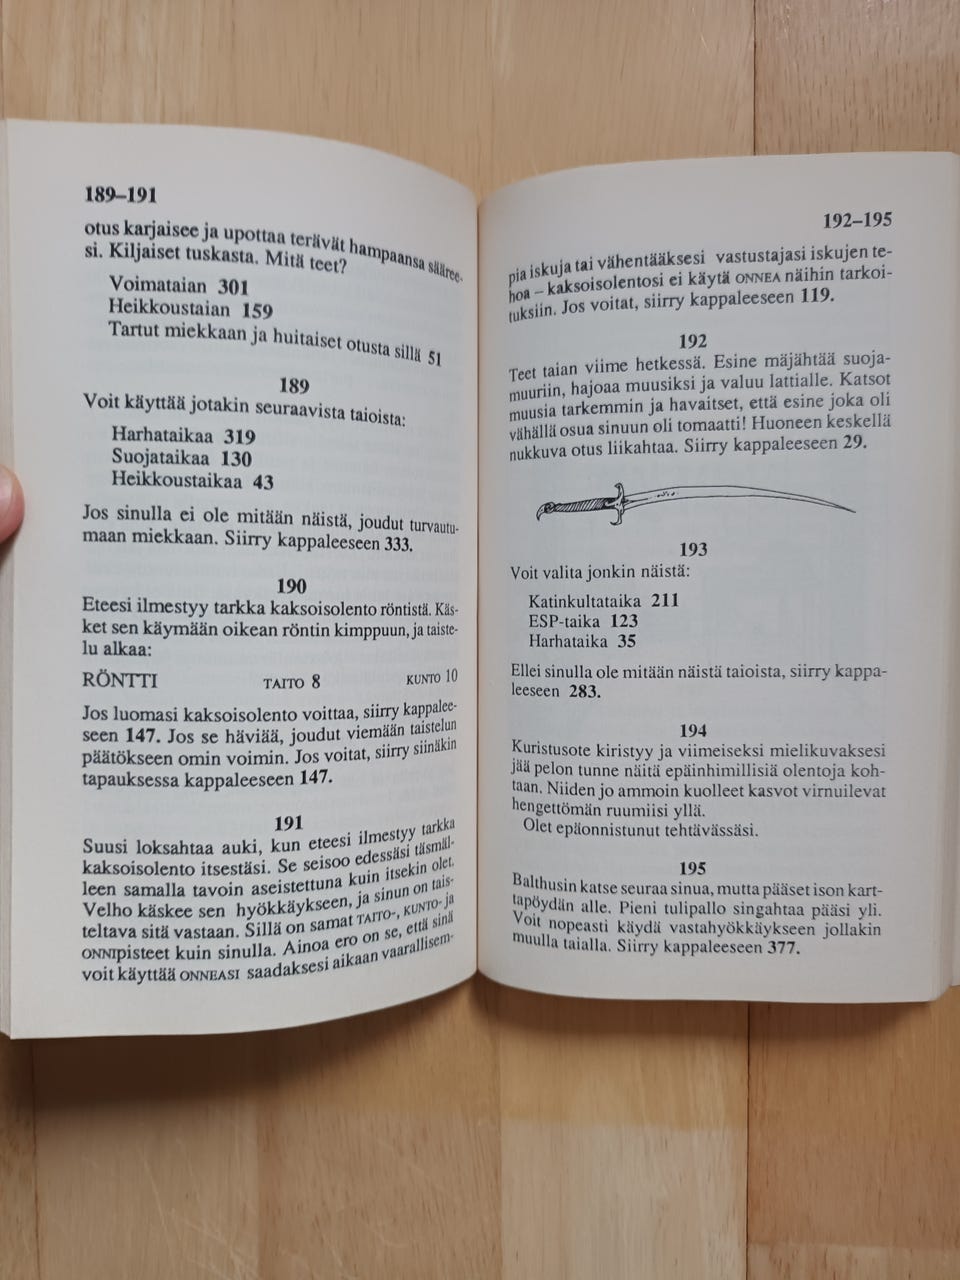 189–191
otus karjaisee ja upottaa terävät hampaansa sääree-
si. Kiljaiset tuskasta. Mitä teet?
Voimataian 301
Heikkoustaian 159
Tartut miekkaan ja huitaiset otusta sillä 51
189
Voit käyttää jotakin seuraavista taioista:
Harhataikaa 319
Suojataikaa 130
Heikkoustaikaa 43
Jos sinulla ei ole mitään näistä, joudut turvautu-
maan miekkaan. Siirry kappaleeseen 333.
190
Eteesi ilmestyy tarkka kaksoisolento röntistä. Käs-
ket sen käymään oikean röntin kimppuun, ja taiste-
lu alkaa:
RÖNTTI TAITO 8 KUNTO 10
Jos luomasi kaksoisolento voittaa, siirry kappalee-
seen 147. Jos se häviää, joudut viemään taistelun
päätökseen omin voimin. Jos voitat, siirry siinäkin
tapauksessa kappaleeseen 147.
191
Suusi loksahtaa auki, kun eteesi ilmestyy tarkka
kaksoisolento itsestäsi. Se seisoo edessäsi täsmäl-
leen samalla tavoin aseistettuna kuin itsekin olet.
Velho käskee sen hyökkäykseen, ja sinun on tais-
teltava sitä vastaan. Sillä on samat TAITO-, KUNTO- ja
ONNIpisteet kuin sinulla. Ainoa ero on se, että sinä
voit käyttää ONNEASI saadaksesi aikaan vaarallisem-
192–195
pia iskuja tai vähentääksesi vastustajasi iskujen te-
hoa – kaksoisolentosi ei käytä ONNEA näihin tarkoi-
tuksiin. Jos voitat, siirry kappaleeseen 119.
192
Teet taian viime hetkessä. Esine mäjähtää suoja-
muuriin, hajoaa muusiksi ja valuu lattialle. Katsot
muusia tarkemmin ja havaitset, että esine joka oli
vähällä osua sinuun oli tomaatti! Huoneen keskellä
nukkuva otus liikahtaa. Siirry kappaleeseen 29.
193
Voit valita jonkin näistä:
Katinkultataika 211
ESP-taika 123
Harhataika 35
Ellei sinulla ole mitään näistä taioista, siirry kappa-
leeseen 283.
194
Kuristusote kiristyy ja viimeiseksi mielikuvaksesi
jää pelon tunne näitä epäinhimillisiä olentoja koh-
taan. Niiden jo ammoin kuolleet kasvot virnuilevat
hengettömän ruumiisi yllä.
Olet epäonnistunut tehtävässäsi.
195
Balthusin katse seuraa sinua, mutta pääset ison kart-
tapöydän alle. Pieni tulipallo singahtaa pääsi yli.
Voit nopeasti käydä vastahyökkäykseen jollakin
muulla taialla. Siirry kappaleeseen 377.